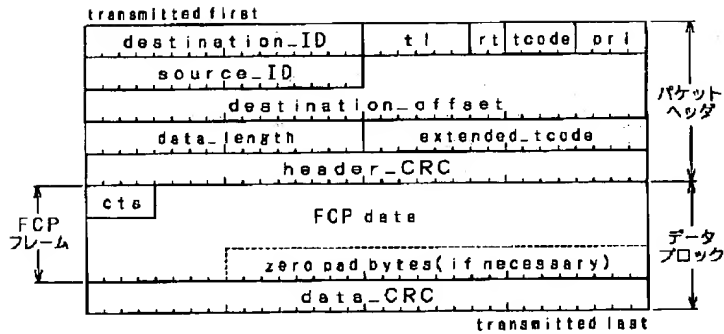 transmitted first
destination_ID tl rt tcode pri
source_ID
destination_offset
data_length extended_tcode
header_CRC
パケット
ヘッダ
cts
FCP data
FCP
フレーム
データ
ブロック
zero pad bytes(if necessary)
data_CRC
transmitted last